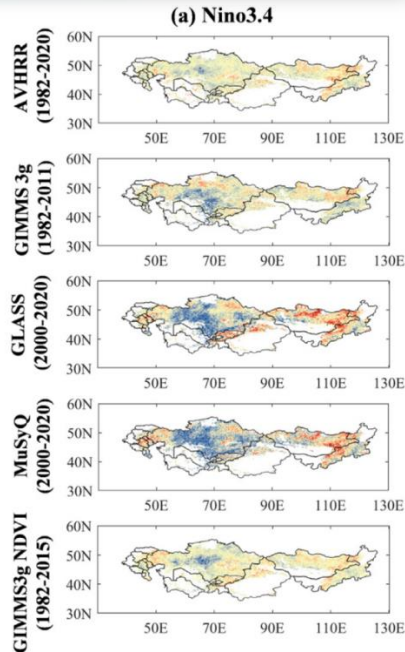 (a) Nino3.4
AVHRR
(1982-2020)
60N
50N
40N
30N
50E 70E 90E 110E 130E
GIMMS 3g
(1982-2011)
60N
50N
40N
30N
50E 70E 90E 110E 130E
GLASS
(2000-2020)
60N
50N
40N
30N
50E 70E 90E 110E 130E
MuSyQ
(2000-2020)
60N
50N
40N
30N
50E 70E 90E 110E 130E
GIMMS3g NDVI
(1982-2015)
60N
50N
40N
30N
50E 70E 90E 110E 130E